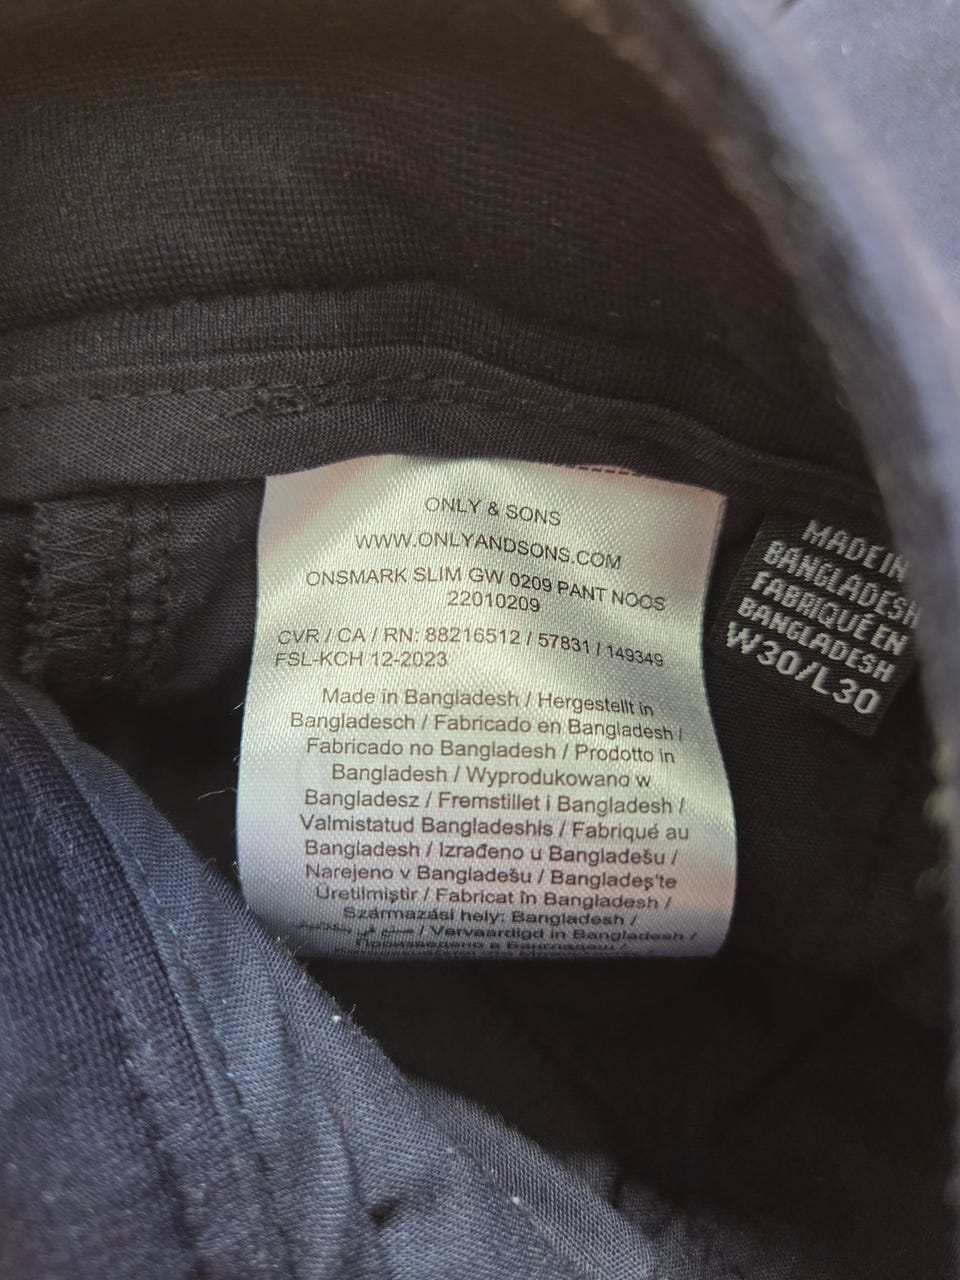 ONLY & SONS
WWW.ONLYANDSONS.COM
ONSMARK SLIM GW 0209 PANT NOOS
22010209
CVR / CA / RN: 88216512 / 57831 / 149349
FSL-KCH 12-2023
Made in Bangladesh / Hergestellt in
Bangladesch / Fabricado en Bangladesh /
Fabricado no Bangladesh / Prodotto in
Bangladesh / Wyprodukowano w
Bangladesz / Fremstillet i Bangladesh /
Valmistatud Bangladeshis / Fabriqué au
Bangladesh / Izrađeno u Bangladešu /
Narejeno v Bangladešu / Bangladeş'te
Üretilmiştir / Fabricat în Bangladesh /
Származási hely: Bangladesh /
/ Vervaardigd in Bangladesh /
Произведено в Бангладеш /
MADE IN
BANGLADESH
FABRIQUÉ EN
BANGLADESH
W30/L30